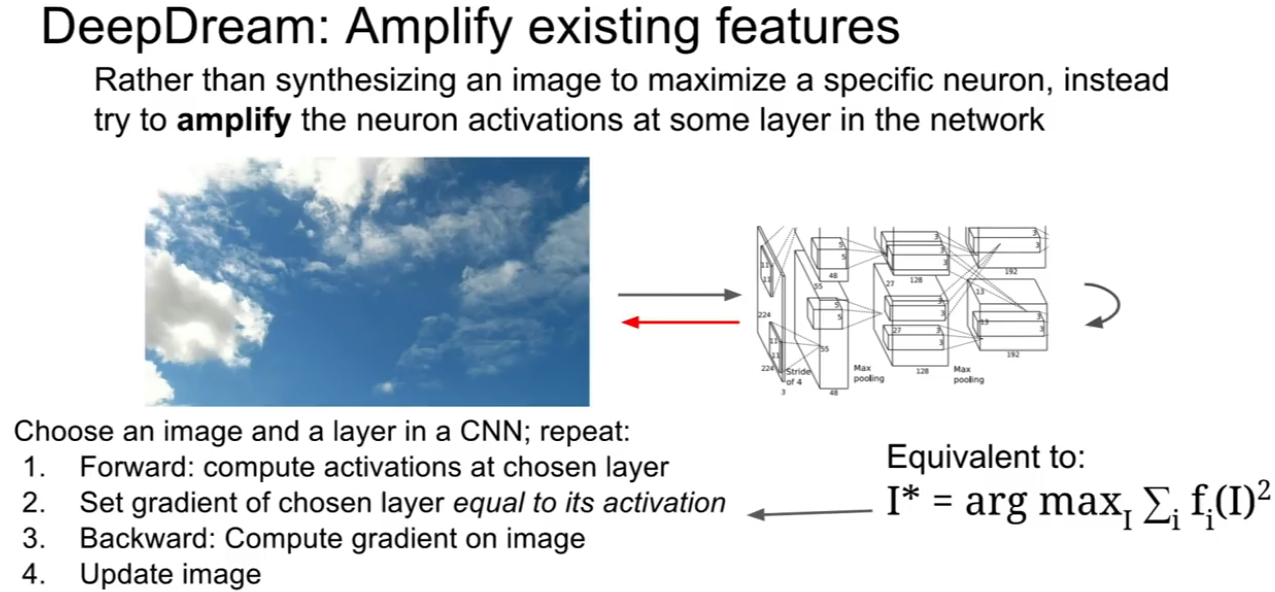 DeepDream: Amplify existing features
Rather than synthesizing an image to maximize a specific neuron, instead
try to amplify the neuron activations at some layer in the network
11
11
224
11
11
224
Stride
of 4
3
55
48
5
5
55
5
5
48
Max
pooling
27
128
3
3
27
3
3
3
3
128
Max
pooling
3
3
192
13
13
3
3
192
Choose an image and a layer in a CNN; repeat:
1. Forward: compute activations at chosen layer
2. Set gradient of chosen layer equal to its activation
3. Backward: Compute gradient on image
4. Update image
Equivalent to:
I* = arg max_I ∑_i f_i(I)²